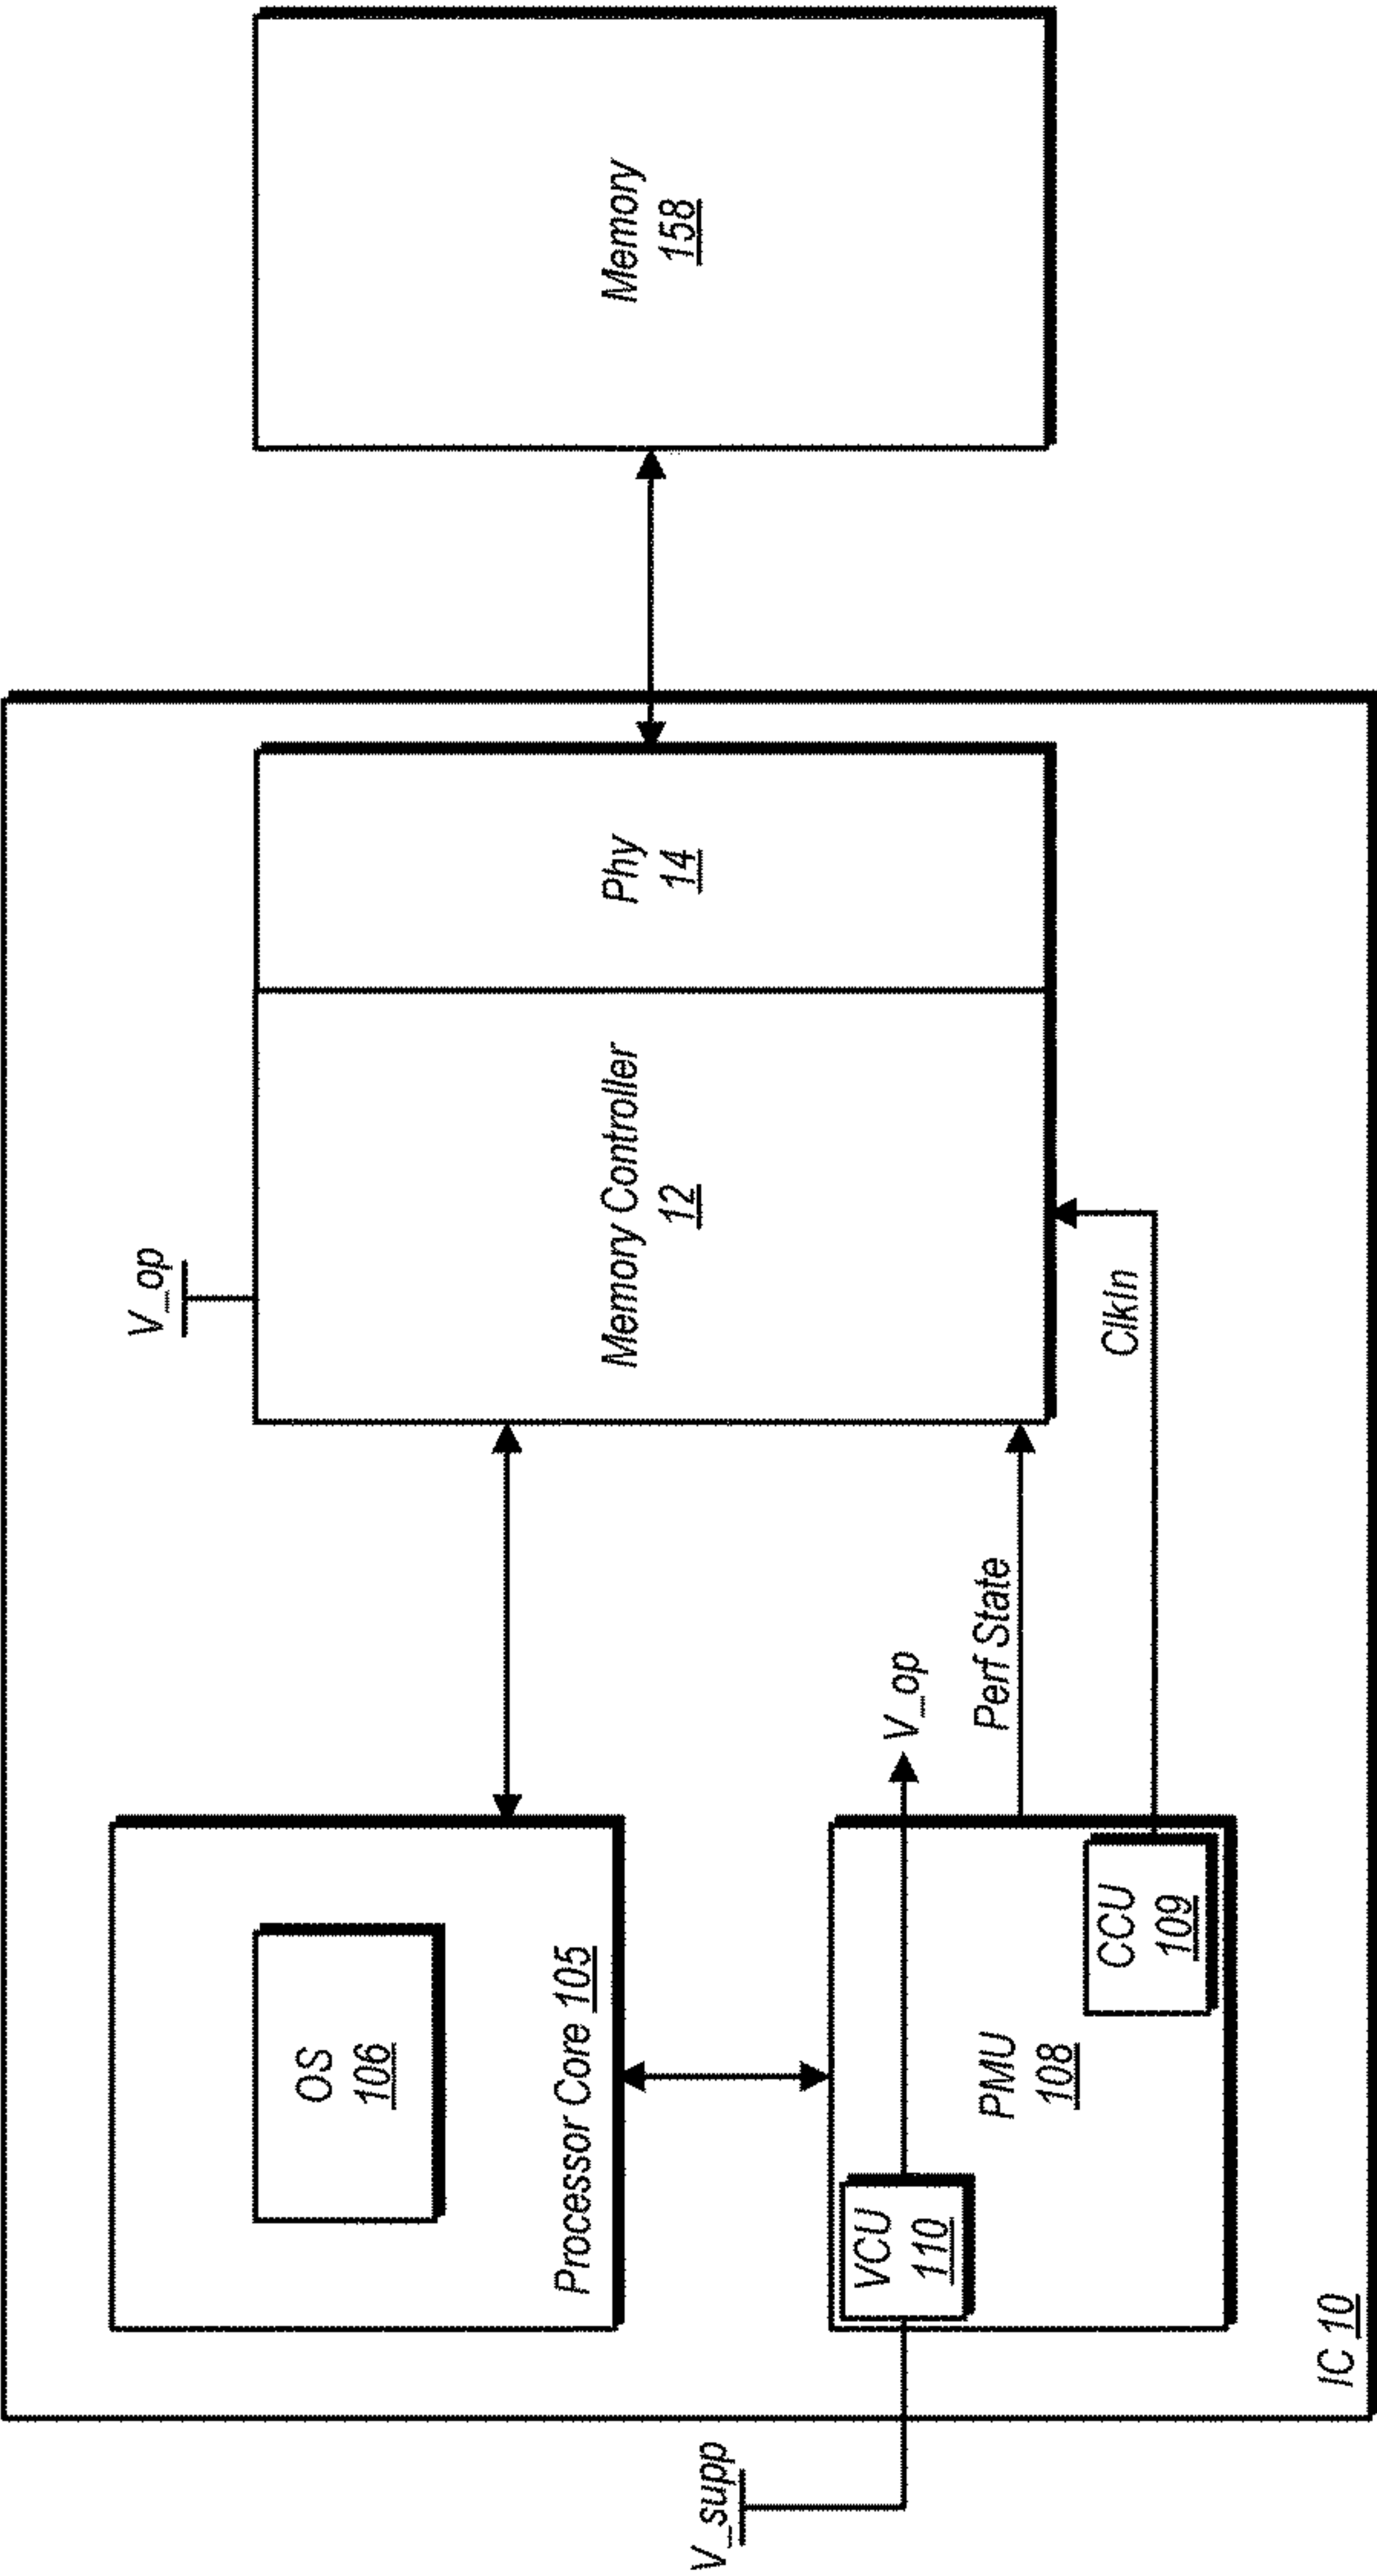 V_supp
IC 10
OS
106
Processor Core 105
VCU
110
PMU
108
CCU
109
V_op
Perf State
ClkIn
V_op
Memory Controller
12
Phy
14
Memory
158